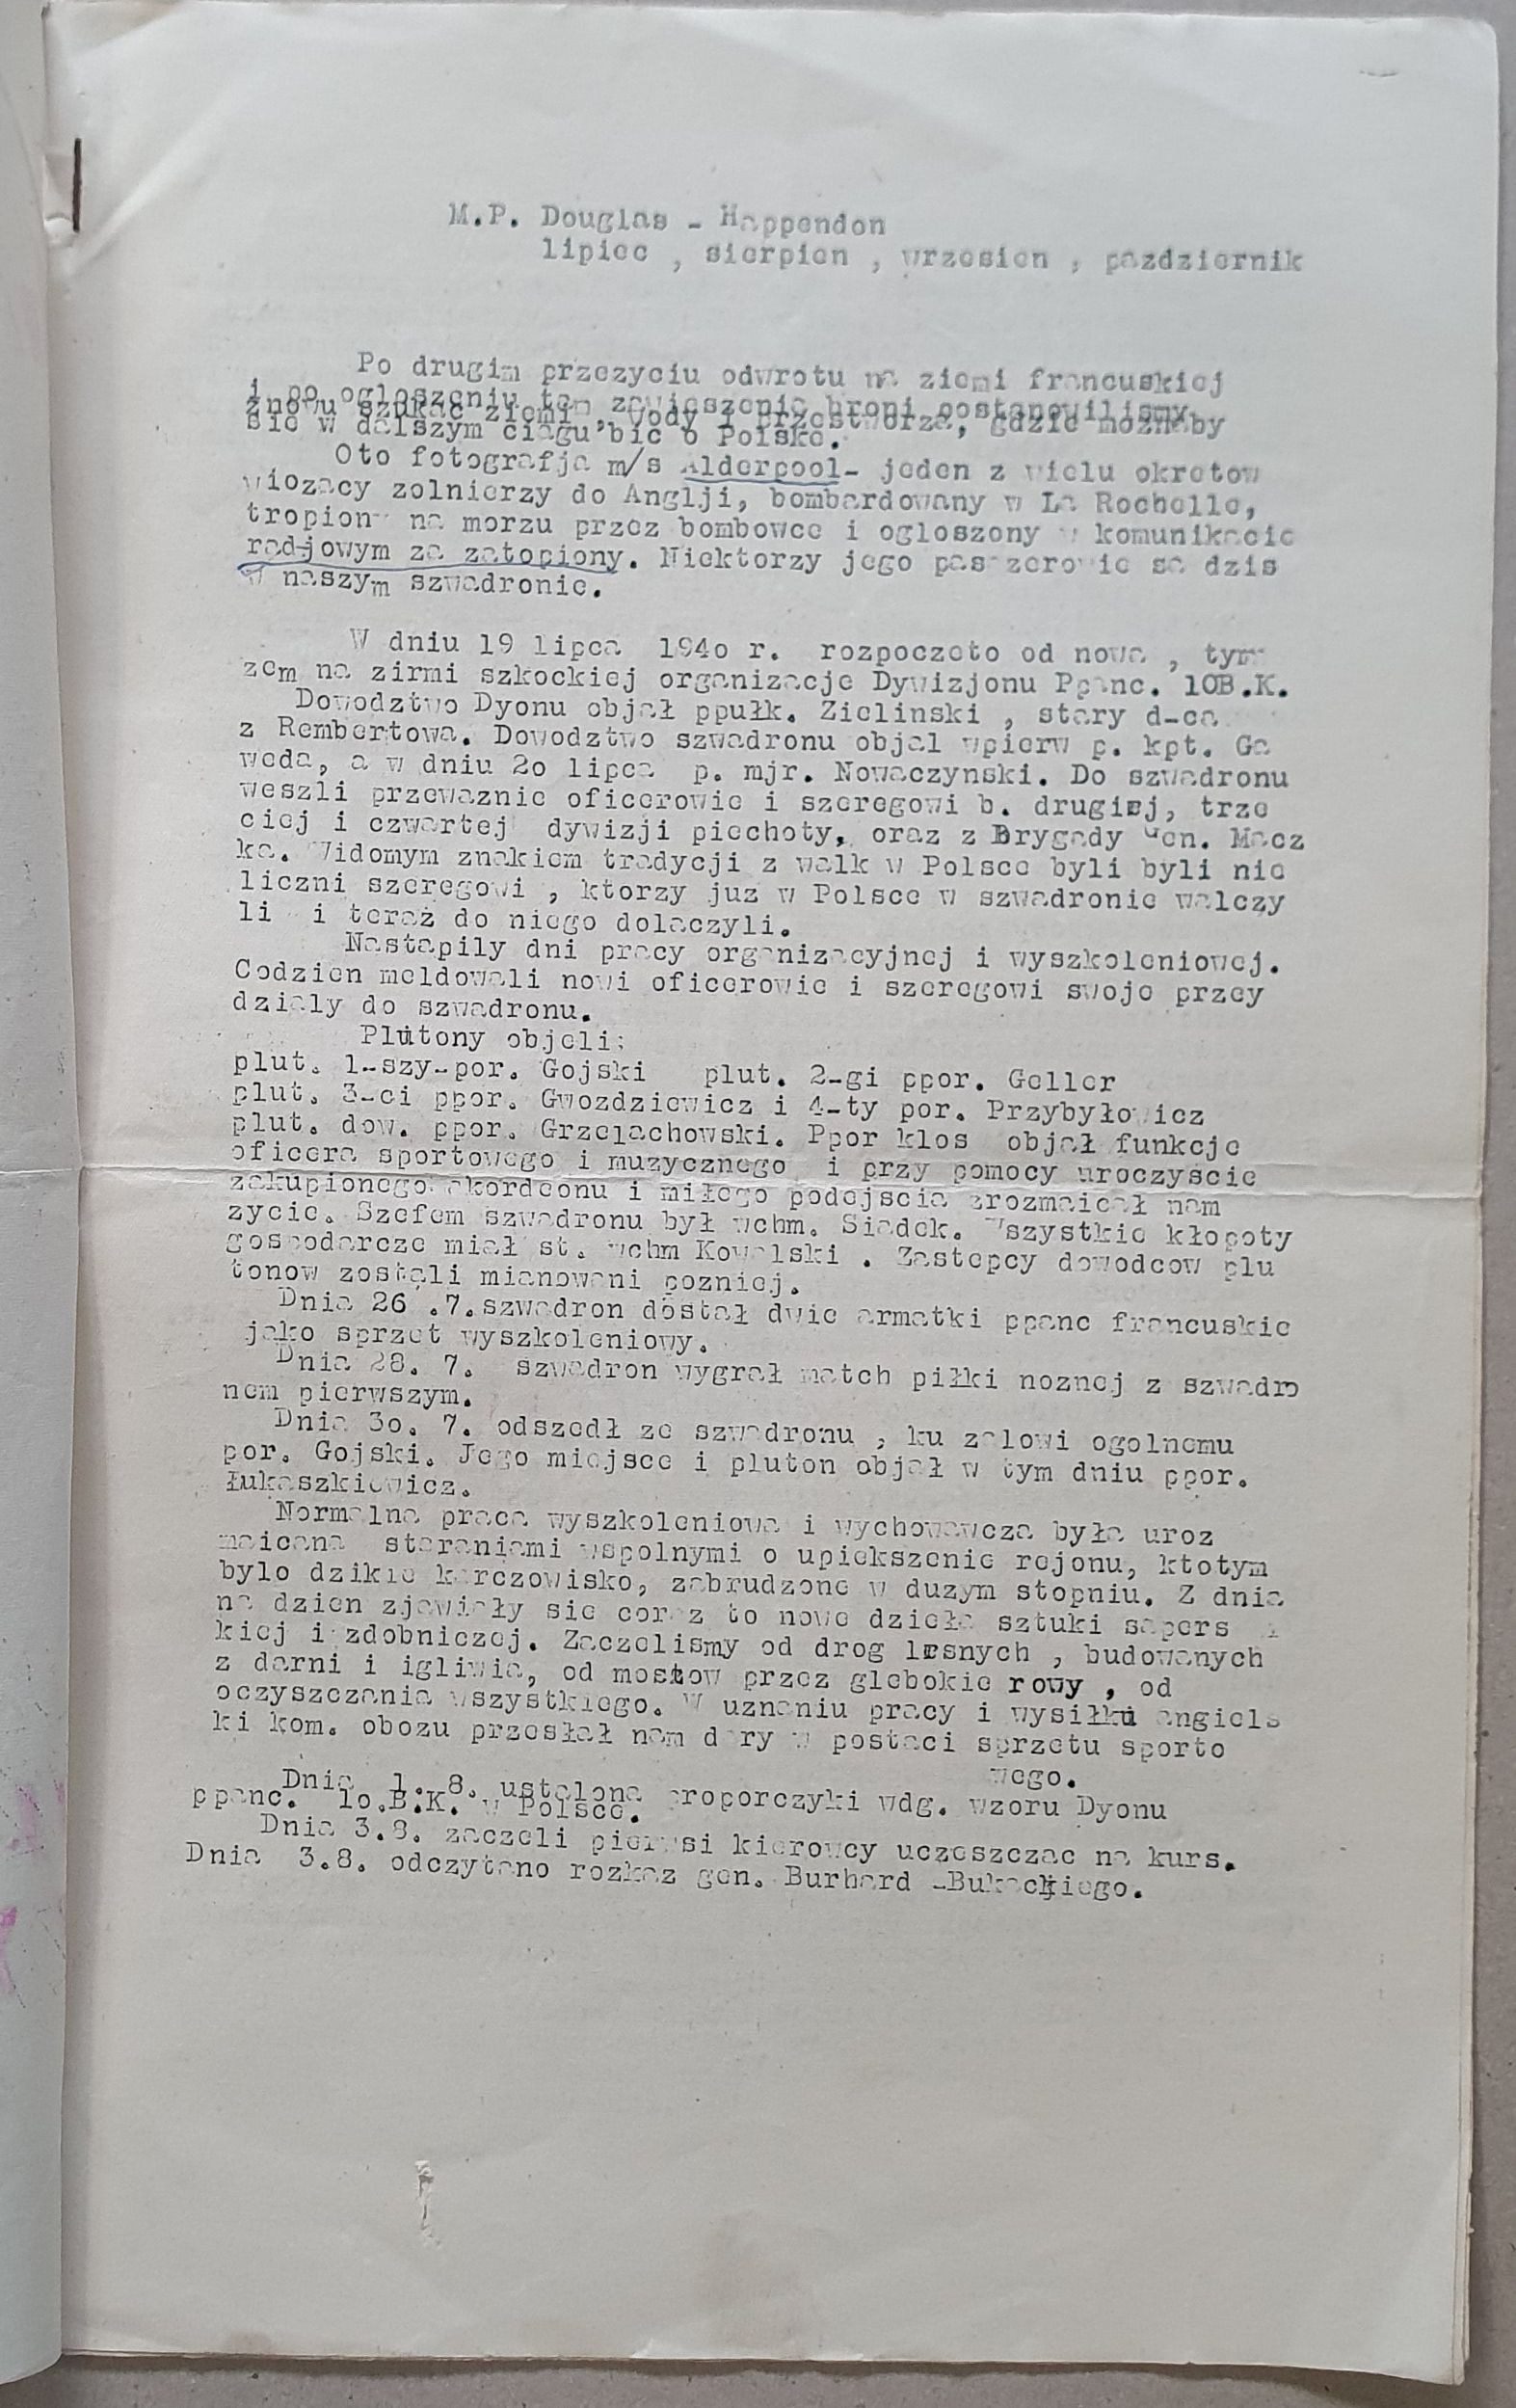 M.P. Douglas - Happendon
lipiec , sierpien , wrzesien , pazdziernik
Po drugim przezyciu odwrotu na ziemi francuskiej
i po ogloszeniu tam zawieszenia broni postanowilismy
znowu szukac ziemi , wody i przestworza, gdzie moznaby
sie w dalszym ciagu bic o Polske.
Oto fotografja m/s Alderpool- jeden z wielu okretow
wiozacy zolnierzy do Anglji, bombardowany w La Rochelle,
tropiony na morzu przez bombowce i ogloszony w komunikacie
radjowym za zatopiony. Niektorzy jego paszerowie sa dzis
w naszym szwadronie.
W dniu 19 lipca 194o r. rozpoczeto od nowa , tym
zem na zirmi szkockiej organizacje Dywizjonu Ppanc. 10B.K.
Dowodztwo Dyonu objał ppułk. Zielinski , stary d-ca
z Rembertowa. Dowodztwo szwadronu objal wpierw p. kpt. Ga
weda, a w dniu 2o lipca p. mjr. Nowaczynski. Do szwadronu
weszli przewaznie oficerowie i szeregowi b. drugiej, trze
ciej i czwartej dywizji piechoty, oraz z Brygady Gen. Macz
ka. Widomym znakiem tradycji z walk w Polsce byli byli nie
liczni szeregowi , ktorzy juz w Polsce w szwadronie walczy
li i teraz do niego dolaczyli.
Nastapily dni pracy organizacyjnej i wyszkoleniowej.
Codzien meldowali nowi oficerowie i szeregowi swoje przey
dzialy do szwadronu.
Plutony objeli:
plut. 1-szy-por. Gojski plut. 2-gi ppor. Geller
plut. 3-ci ppor. Gwozdziewicz i 4-ty por. Przybyłowicz
plut. dow. ppor. Grzelachowski. Ppor klos objał funkcje
oficera sportowego i muzycznego i przy pomocy uroczyscie
zakupionego akordeonu i miłego podejscia zrozmaicał nam
zycie. Szefem szwadronu był wchm. Siadek. Wszystkie kłopoty
gospodarcze miał st. wchm Kowalski . Zastepcy dowodcow plu
tonow zostali mianowani pozniej.
Dnia 26 .7.szwadron dostał dwie armatki ppanc francuskie
jako sprzet wyszkoleniowy.
Dnia 28. 7. szwadron wygrał match piłki noznej z szwadro
nem pierwszym.
Dnia 3o. 7. odszedł ze szwadronu , ku zalowi ogolnemu
por. Gojski. Jego miejsce i pluton objał w tym dniu ppor.
Łukaszkiewicz.
Normalna praca wyszkoleniowa i wychowawcza była uroz
maicana staraniami wspolnymi o upiekszenie rejonu, ktotym
bylo dzikie karczowisko, zabrudzone w duzym stopniu. Z dnia
na dzien zjawiały sie coraz to nowe dzieła sztuki sapers
kiej i zdobniczej. Zaczelismy od drog lesnych , budowanych
z darni i igliwia, od mostow przez glebokie rowy , od
oczyszczania wszystkiego. W uznaniu pracy i wysiłku angiels
ki kom. obozu przesłał nam dary w postaci sprzetu sporto
wego.
Dnia 1. 8. ustalono proporczyki wdg. wzoru Dyonu
ppanc. 1o.B.K. w Polsce.
Dnia 3.8. zaczeli pierwsi kierowcy uczeszczac na kurs.
Dnia 3.8. odczytano rozkaz gen. Burhard -Bukackiego.